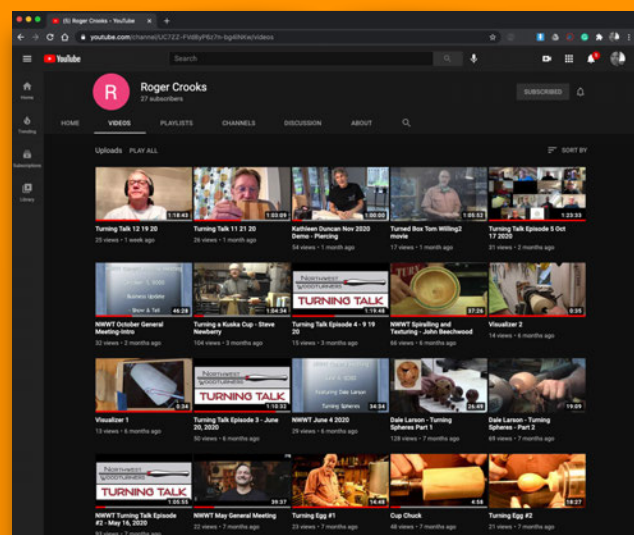 (5) Roger Crooks - YouTube
youtube.com/channel/
YouTube
Search
Home
Trending
Subscriptions
Library
R
Roger Crooks
27 subscribers
SUBSCRIBED
HOME VIDEOS PLAYLISTS CHANNELS DISCUSSION ABOUT
Uploads PLAY ALL
SORT BY
1:18:43 1:03:09 1:00:00 1:05:53 1:23:33
Turning Talk 12 19 20
25 views • 1 week ago
Turning Talk 11 21 20
26 views • 1 month ago
Kathleen Duncan Nov 2020
Demo - Piercing
54 views • 1 month ago
Turned Box Tom Willing2
movie
17 views • 1 month ago
Turning Talk Episode 5 Oct
17 2020
22 views • 2 months ago
Business Update
Show & Tell
46:28 1:04:34
NORTHWEST
WOODTURNERS
TURNING TALK
1:19:48 37:26 0:35
NWWT October General
Meeting-Intro
32 views • 2 months ago
Turning a Kuska Cup - Steve
Newberry
104 views • 3 months ago
Turning Talk Episode 4 - 9 19
20
15 views • 3 months ago
NWWT Spiralling and
Texturing - John Beechwood
66 views • 6 months ago
Visualizer 2
14 views • 6 months ago
0:34
NORTHWEST
WOODTURNERS
TURNING TALK
1:10:32
Featuring Dale Larson
Turning Spheres
34:34 26:49 19:09
Visualizer 1
13 views • 6 months ago
Turning Talk Episode 3 - June
20, 2020
50 views • 6 months ago
NWWT June 4 2020
29 views • 6 months ago
Dale Larson - Turning
Spheres Part 1
128 views • 7 months ago
Dale Larson - Turning
Spheres - Part 2
69 views • 7 months ago
NORTHWEST
WOODTURNERS
TURNING TALK
1:05:55 39:37 14:48 4:58 18:27
NWWT Turning Talk Episode
#2 - May 16, 2020
NWWT May General Meeting
22 views • 7 months ago
Turning Egg #1
23 views • 7 months ago
Cup Chuck
48 views • 7 months ago
Turning Egg #2
21 views • 7 months ago